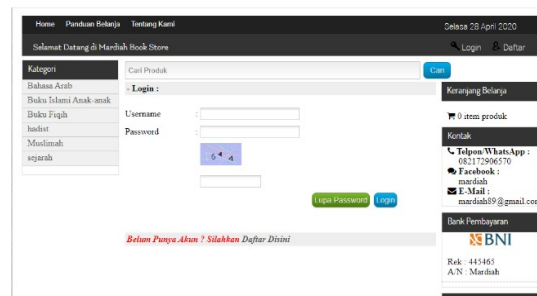 Home Panduan Belanja Tentang Kami
Selasa 28 April 2020
Selamat Datang di Mardiah Book Store
Login Daftar
Kategori
Bahasa Arab
Buku Islami Anak-anak
Buku Fiqih
hadist
Muslimah
sejarah
Cari Produk
Cari
» Login :
Username :
Password :
6 4 4
Lupa Password Login
Belum Punya Akun ? Silahkan Daftar Disini
Keranjang Belanja
0 item produk
Kontak
Telpon/WhatsApp :
082172906570
Facebook :
mardiah
E-Mail :
mardiah89@gmail.com
Bank Pembayaran
BNI
Rek : 445465
A/N : Mardiah